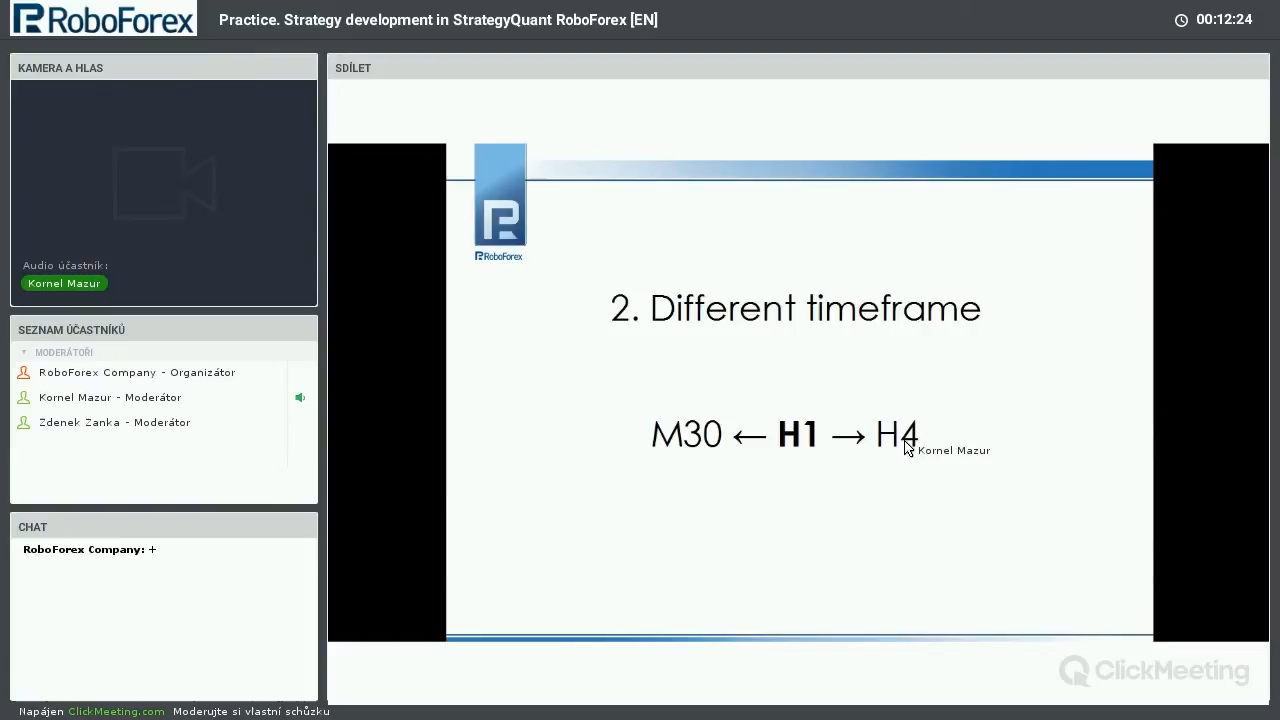 RoboForex
Practice. Strategy development in StrategyQuant RoboForex [EN]
00:12:24
KAMERA A HLAS
Audio účastník:
Kornel Mazur
SEZNAM ÚČASTNÍKŮ
MODERÁTOŘI
RoboForex Company - Organizátor
Kornel Mazur - Moderátor
Zdenek Zanka - Moderátor
CHAT
RoboForex Company: +
SDÍLET
RoboForex
2. Different timeframe
M30 ← H1 → H4
Kornel Mazur
ClickMeeting
Napájen ClickMeeting.com Moderujte si vlastní schůzku